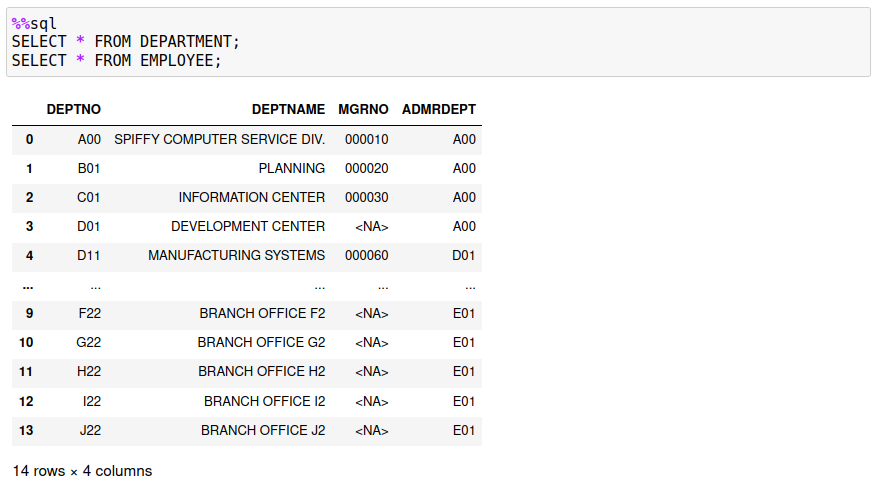 %%sql
SELECT * FROM DEPARTMENT;
SELECT * FROM EMPLOYEE;
DEPTNO DEPTNAME MGRNO ADMRDEPT
0 A00 SPIFFY COMPUTER SERVICE DIV. 000010 A00
1 B01 PLANNING 000020 A00
2 C01 INFORMATION CENTER 000030 A00
3 D01 DEVELOPMENT CENTER <NA> A00
4 D11 MANUFACTURING SYSTEMS 000060 D01
... ... ... ... ...
9 F22 BRANCH OFFICE F2 <NA> E01
10 G22 BRANCH OFFICE G2 <NA> E01
11 H22 BRANCH OFFICE H2 <NA> E01
12 I22 BRANCH OFFICE I2 <NA> E01
13 J22 BRANCH OFFICE J2 <NA> E01
14 rows × 4 columns